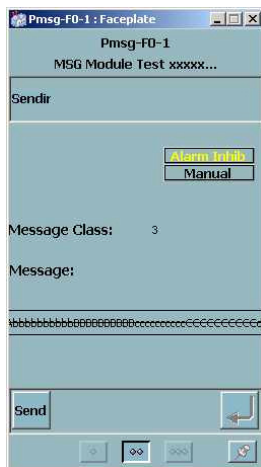 Pmsg-F0-1 : Faceplate
Pmsg-F0-1
MSG Module Test xxxxx...
Sendir
Alarm Inhib
Manual
Message Class: 3
Message:
Send